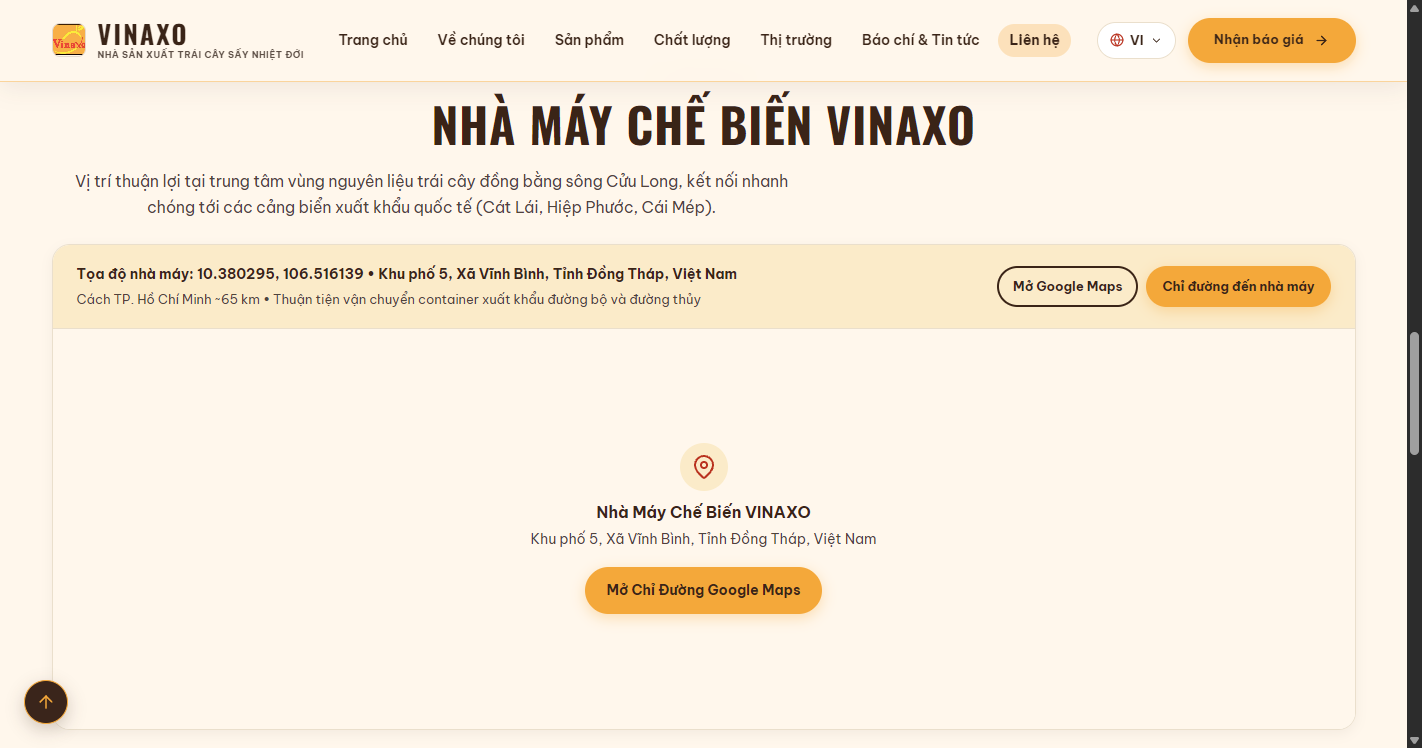 Vinaxo
VINAXO
NHÀ SẢN XUẤT TRÁI CÂY SẤY NHIỆT ĐỚI
Trang chủ
Về chúng tôi
Sản phẩm
Chất lượng
Thị trường
Báo chí & Tin tức
Liên hệ
VI
Nhận báo giá
NHÀ MÁY CHẾ BIẾN VINAXO
Vị trí thuận lợi tại trung tâm vùng nguyên liệu trái cây đồng bằng sông Cửu Long, kết nối nhanh
chóng tới các cảng biển xuất khẩu quốc tế (Cát Lái, Hiệp Phước, Cái Mép).
Tọa độ nhà máy: 10.380295, 106.516139 • Khu phố 5, Xã Vĩnh Bình, Tỉnh Đồng Tháp, Việt Nam
Cách TP. Hồ Chí Minh ~65 km • Thuận tiện vận chuyển container xuất khẩu đường bộ và đường thủy
Mở Google Maps
Chỉ đường đến nhà máy
Nhà Máy Chế Biến VINAXO
Khu phố 5, Xã Vĩnh Bình, Tỉnh Đồng Tháp, Việt Nam
Mở Chỉ Đường Google Maps